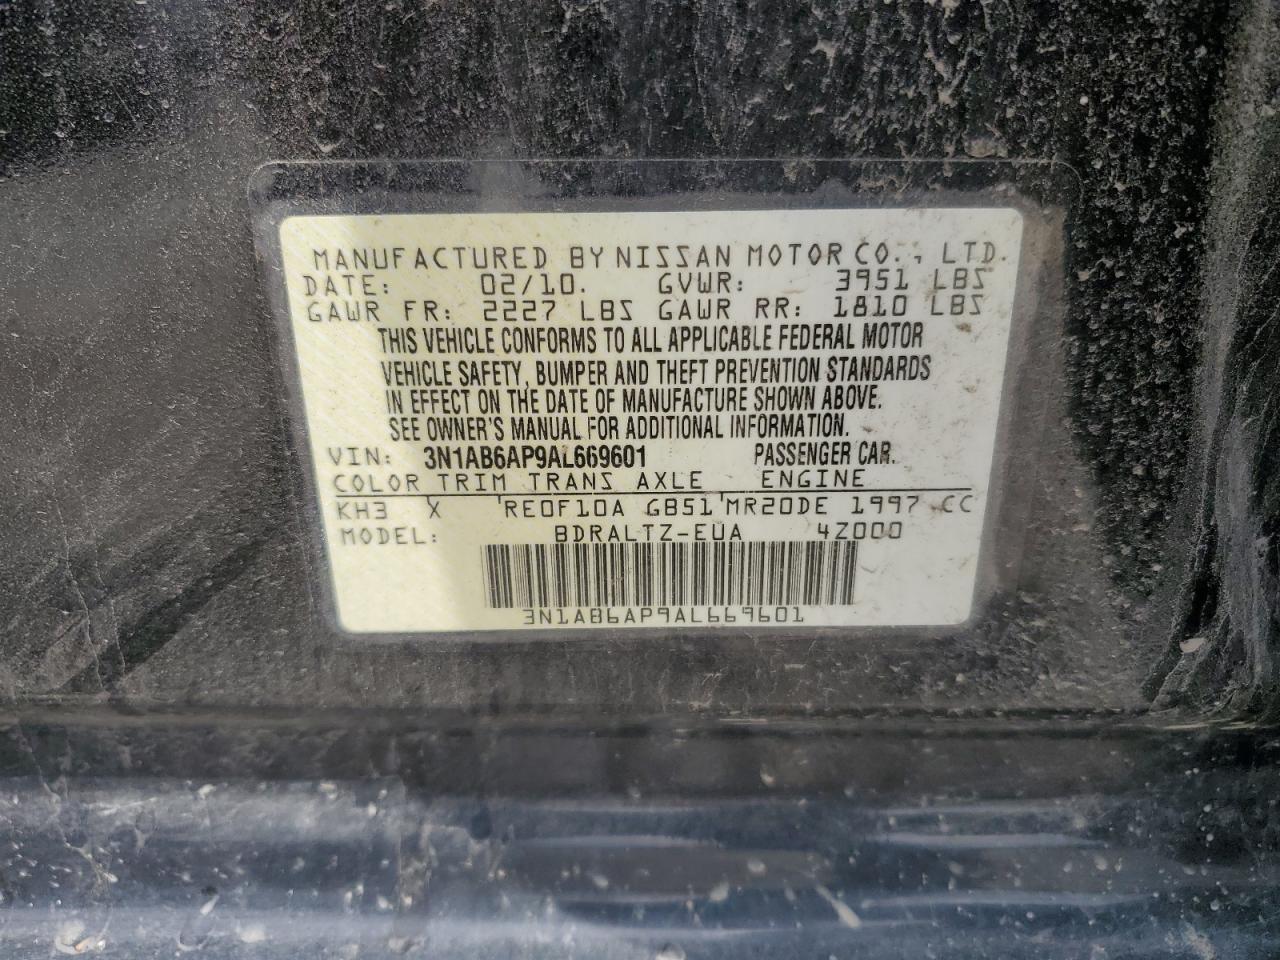 MANUFACTURED BY NISSAN MOTOR CO., LTD.
DATE: 02/10. GVWR: 3951 LBS
GAWR FR: 2227 LBS GAWR RR: 1810 LBS
THIS VEHICLE CONFORMS TO ALL APPLICABLE FEDERAL MOTOR
VEHICLE SAFETY, BUMPER AND THEFT PREVENTION STANDARDS
IN EFFECT ON THE DATE OF MANUFACTURE SHOWN ABOVE.
SEE OWNER'S MANUAL FOR ADDITIONAL INFORMATION.
VIN: 3N1AB6AP9AL669601 PASSENGER CAR.
COLOR TRIM TRANS AXLE ENGINE
KH3 X RE0F10A GB51 MR20DE 1997 CC
MODEL: BDRALTZ-EUA 4Z000
3N1AB6AP9AL669601